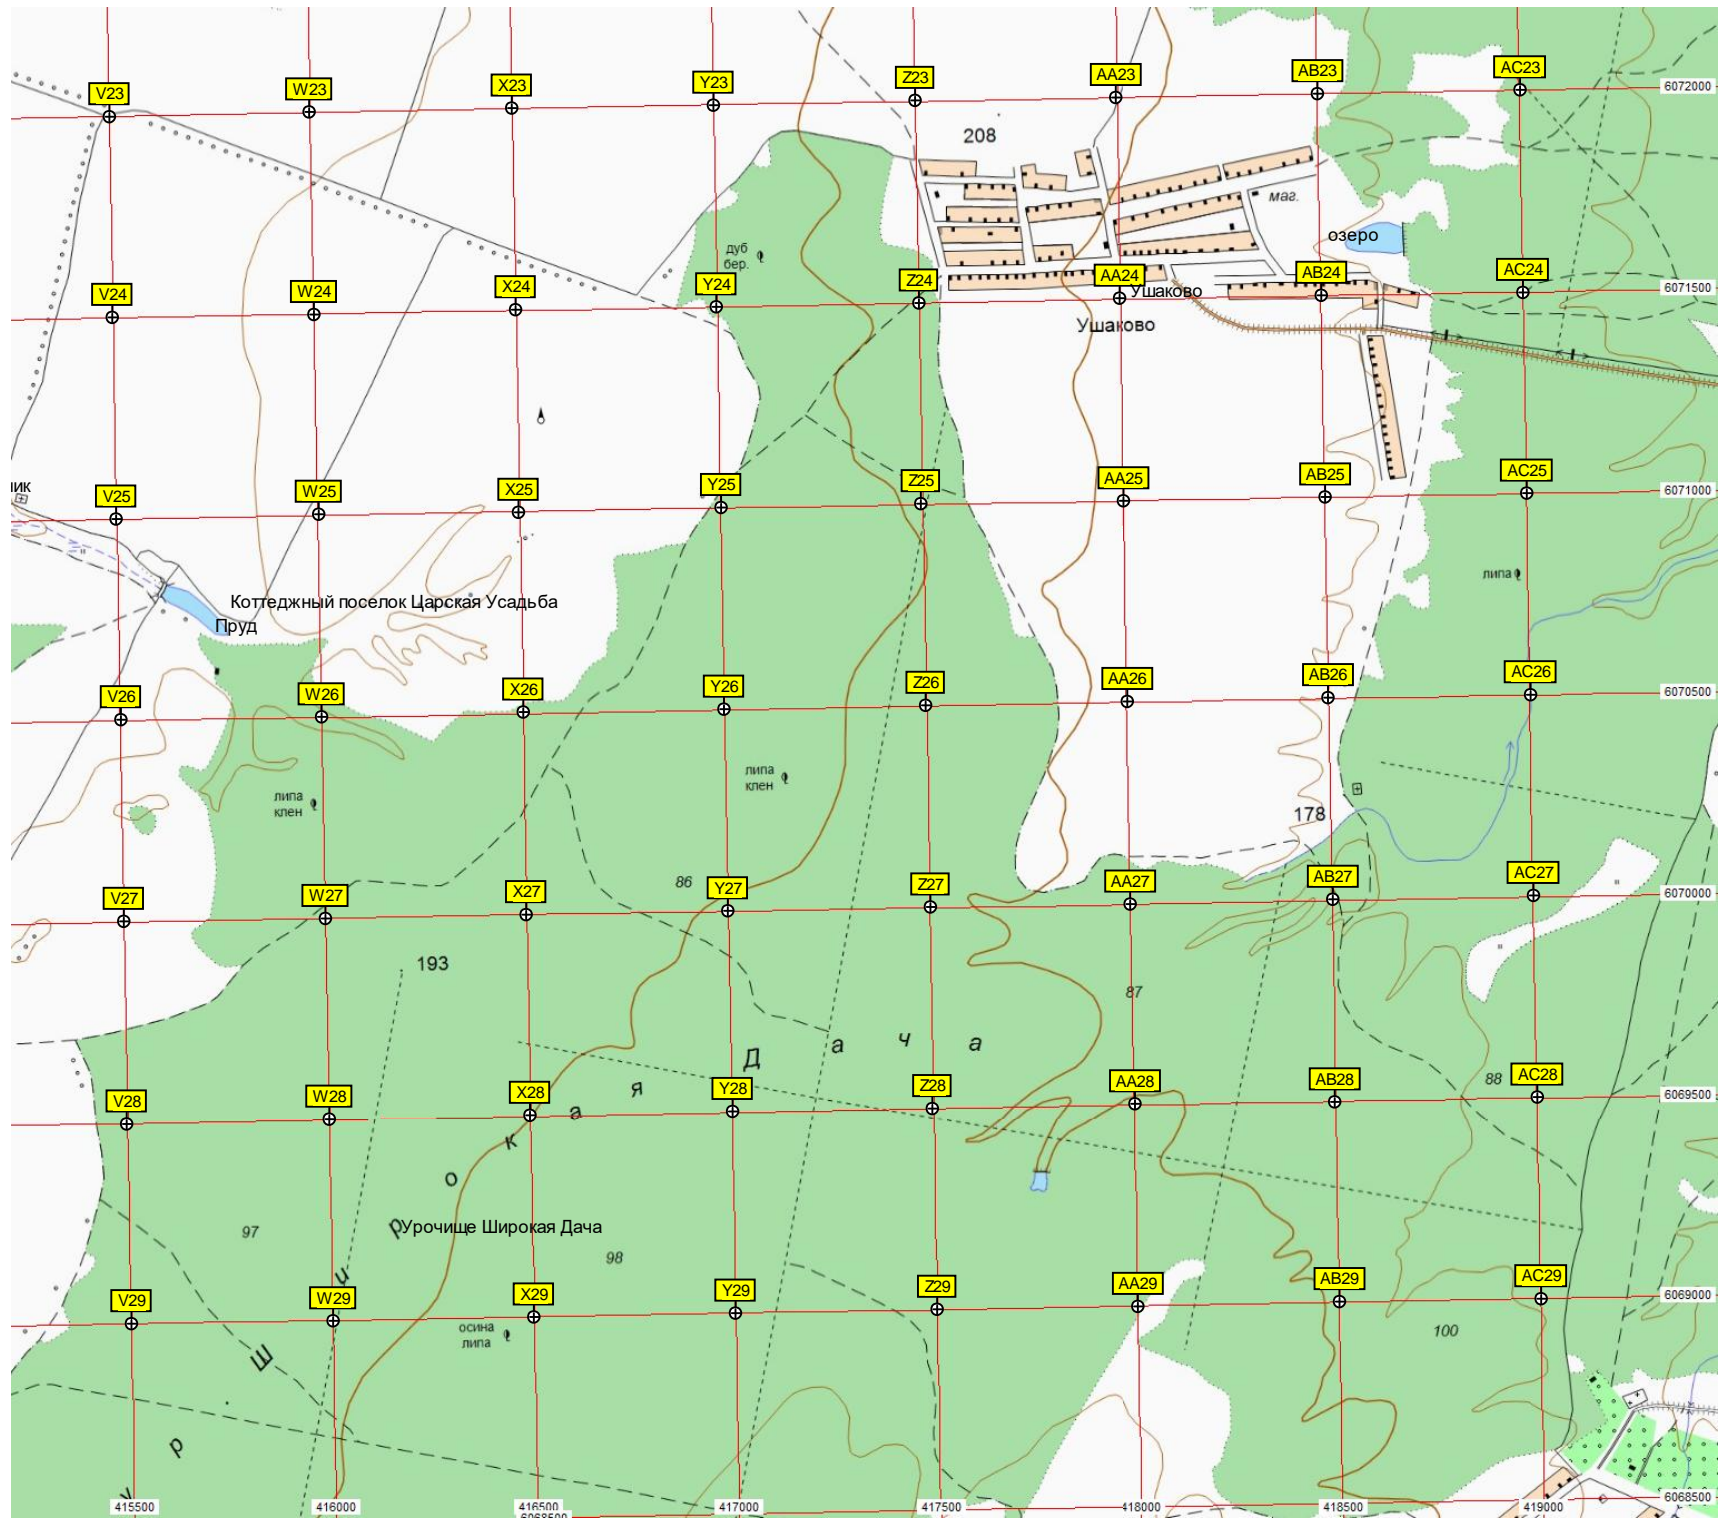 V23 W23 X23 Y23 Z23 AA23 AB23 AC23
6072000
208
маг.
озеро
дуб
бер.
V24 W24 X24 Y24 Z24 AA24 AB24 AC24
6071500
Ушаково
Ушаково
V25 W25 X25 Y25 Z25 AA25 AB25 AC25
ик
6071000
липа
Коттеджный поселок Царская Усадьба
Пруд
V26 W26 X26 Y26 Z26 AA26 AB26 AC26
6070500
липа
клен
липа
клен
178
86
V27 W27 X27 Y27 Z27 AA27 AB27 AC27
6070000
193
87
Д а ч а
88
V28 W28 X28 Y28 Z28 AA28 AB28 AC28
6069500
Ш и р о к а я
97
Урочище Широкая Дача
98
V29 W29 X29 Y29 Z29 AA29 AB29 AC29
6069000
осина
липа
100
У р
6068500
415500 416000 416500 417000 417500 418000 418500 419000
6068500